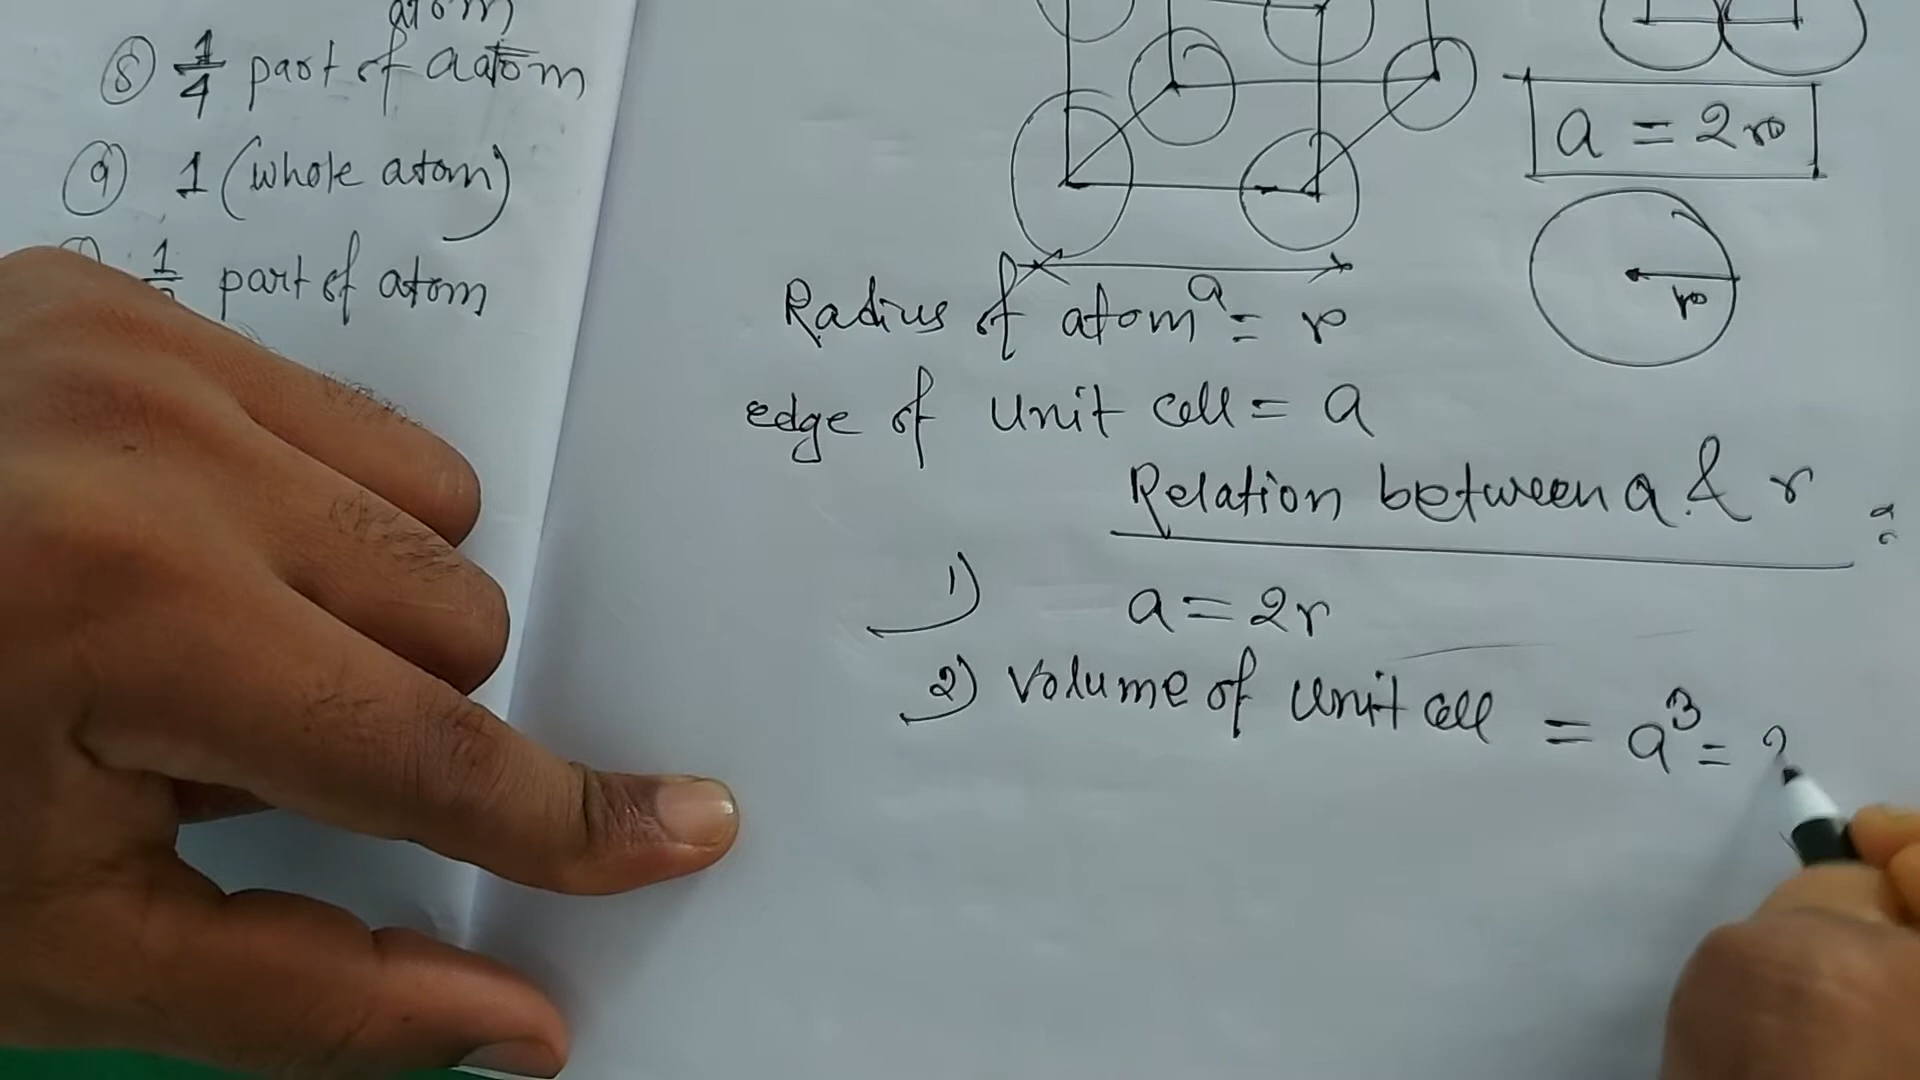 atom
⑧ 1/4 part of a atom
⑨ 1 (whole atom)
part of atom
a = 2r
r
a
Radius of atom = r
edge of unit cell = a
Relation between a & r :
1) a = 2r
2) Volume of unit cell = a³ = 2